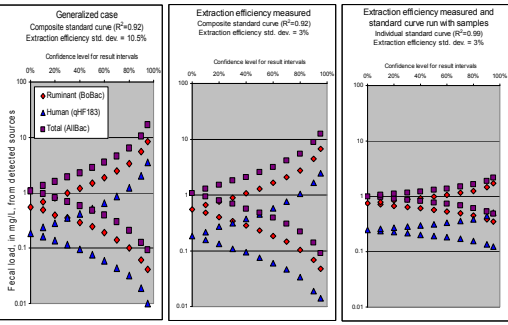 Generalized case
Composite standard curve (R²=0.92)
Extraction efficiency std. dev. = 10.5%
Confidence level for result intervals
0% 20% 40% 60% 80% 100%
100
10
1
0.1
0.01
Fecal load in mg/L, from detected sources
Ruminant (BoBac)
Human (qHF183)
Total (AllBac)
Extraction efficiency measured
Composite standard curve (R²=0.92)
Extraction efficiency std. dev. = 3%
Confidence level for result intervals
0% 20% 40% 60% 80% 100%
100
10
1
0.1
0.01
Extraction efficiency measured and
standard curve run with samples
Individual standard curve (R²=0.99)
Extraction efficiency std. dev. = 3%
Confidence level for result intervals
0% 20% 40% 60% 80% 100%
100
10
1
0.1
0.01